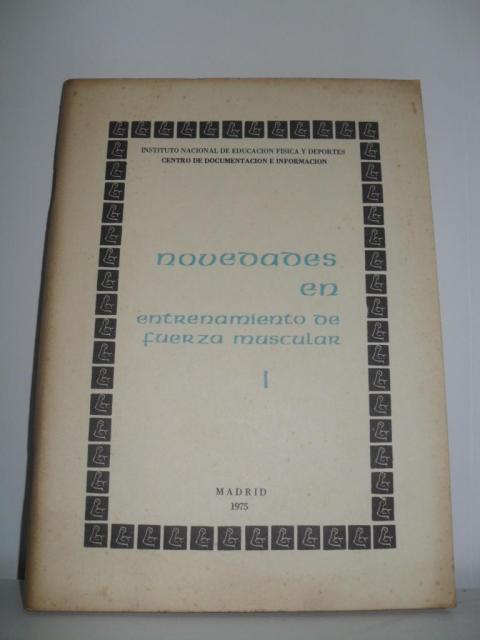 INSTITUTO NACIONAL DE EDUCACION FISICA Y DEPORTES
CENTRO DE DOCUMENTACION E INFORMACION
novedades
en
entrenamiento de
fuerza muscular
I
MADRID
1975